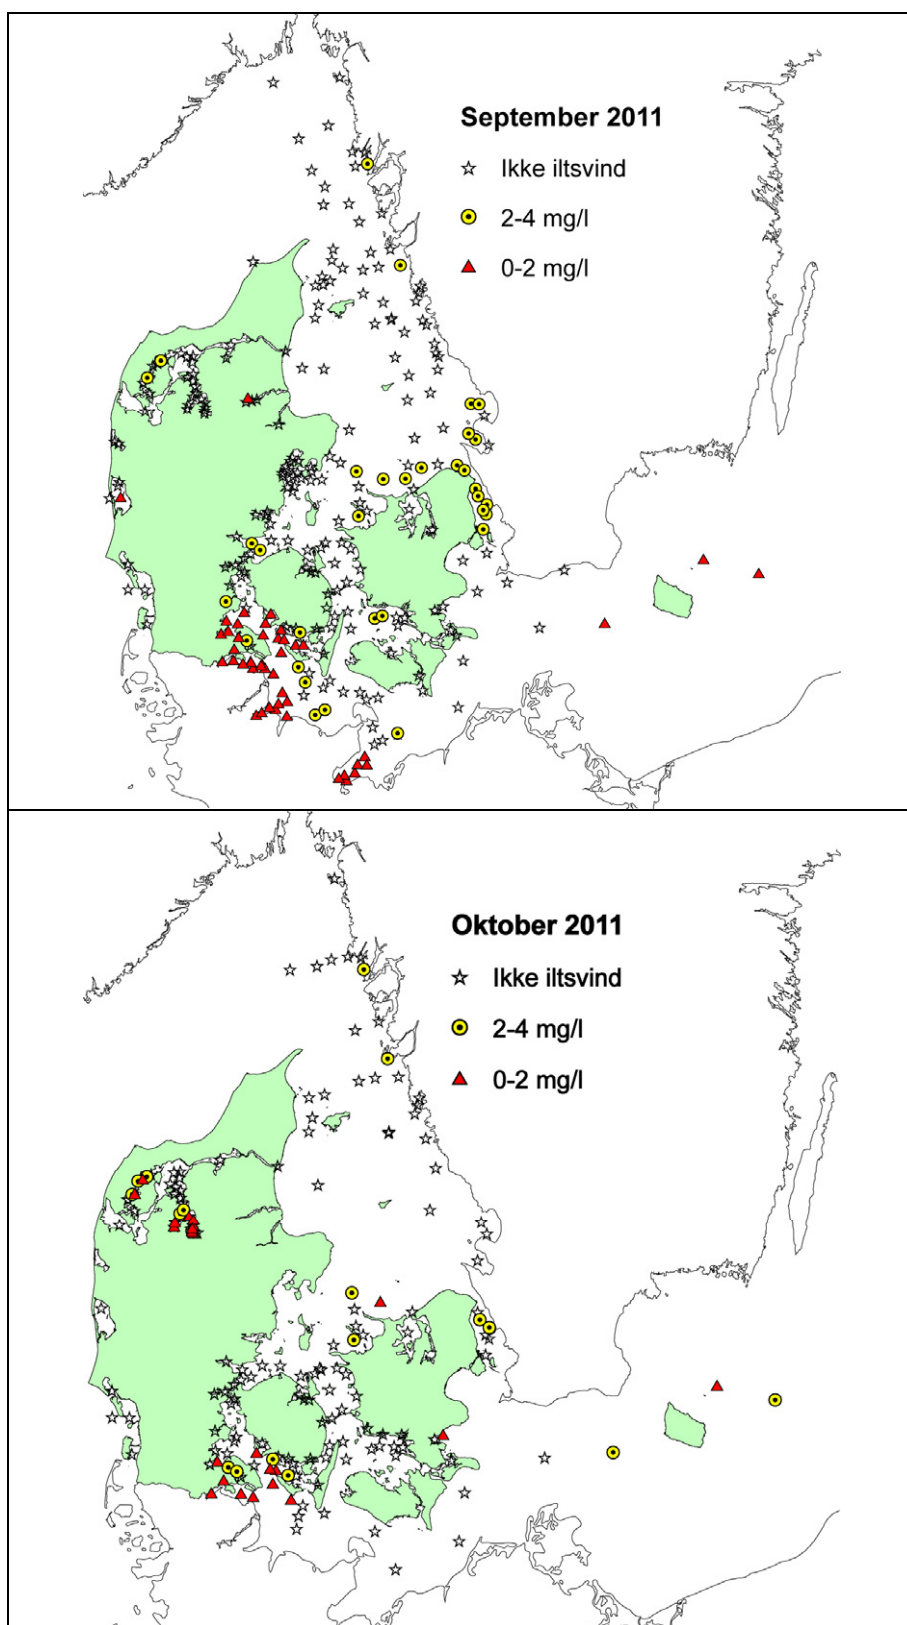 September 2011
Ikke iltsvind
2-4 mg/l
0-2 mg/l
Oktober 2011
Ikke iltsvind
2-4 mg/l
0-2 mg/l